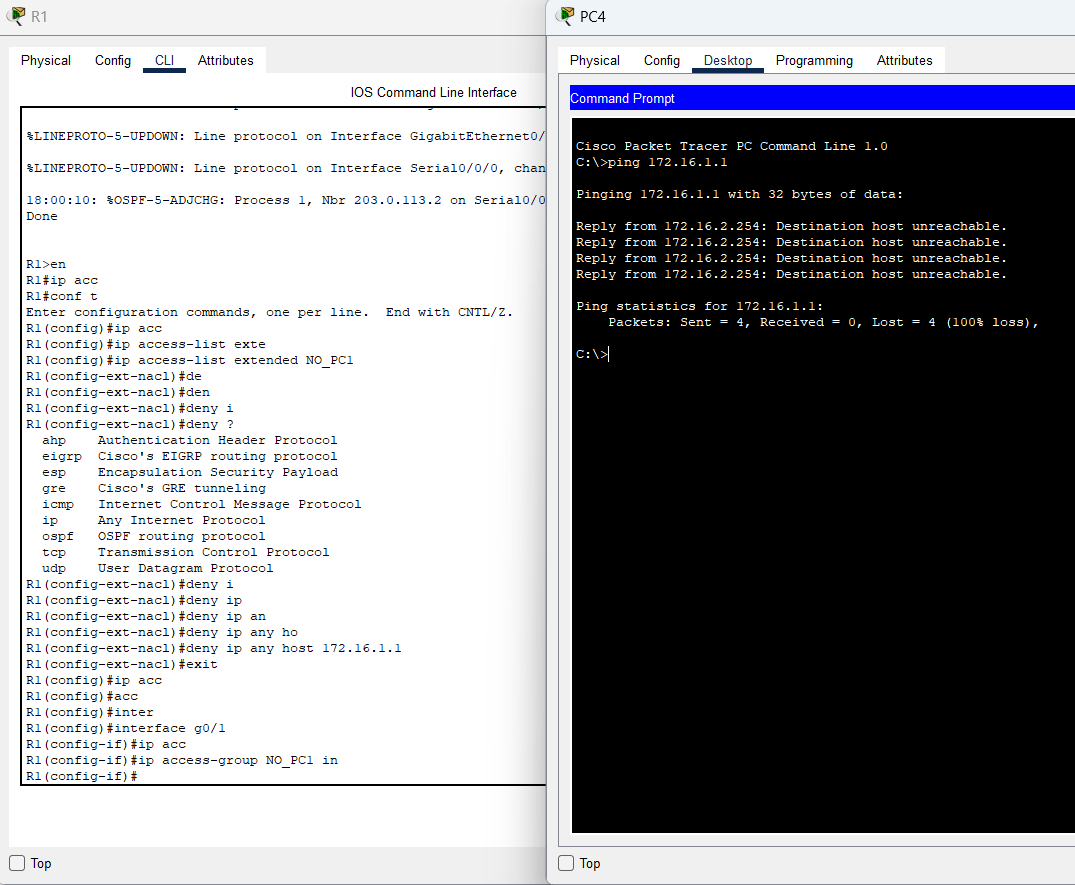 R1
Physical Config CLI Attributes
IOS Command Line Interface
%LINEPROTO-5-UPDOWN: Line protocol on Interface GigabitEthernet0/
%LINEPROTO-5-UPDOWN: Line protocol on Interface Serial0/0/0, chan
18:00:10: %OSPF-5-ADJCHG: Process 1, Nbr 203.0.113.2 on Serial0/0
Done
R1>en
R1#ip acc
R1#conf t
Enter configuration commands, one per line.  End with CNTL/Z.
R1(config)#ip acc
R1(config)#ip access-list exte
R1(config)#ip access-list extended NO_PC1
R1(config-ext-nacl)#de
R1(config-ext-nacl)#den
R1(config-ext-nacl)#deny i
R1(config-ext-nacl)#deny ?
ahp    Authentication Header Protocol
eigrp  Cisco's EIGRP routing protocol
esp    Encapsulation Security Payload
gre    Cisco's GRE tunneling
icmp   Internet Control Message Protocol
ip     Any Internet Protocol
ospf   OSPF routing protocol
tcp    Transmission Control Protocol
udp    User Datagram Protocol
R1(config-ext-nacl)#deny i
R1(config-ext-nacl)#deny ip
R1(config-ext-nacl)#deny ip an
R1(config-ext-nacl)#deny ip any ho
R1(config-ext-nacl)#deny ip any host 172.16.1.1
R1(config-ext-nacl)#exit
R1(config)#ip acc
R1(config)#acc
R1(config)#inter
R1(config)#interface g0/1
R1(config-if)#ip acc
R1(config-if)#ip access-group NO_PC1 in
R1(config-if)#
Top
PC4
Physical Config Desktop Programming Attributes
Command Prompt
Cisco Packet Tracer PC Command Line 1.0
C:\>ping 172.16.1.1
Pinging 172.16.1.1 with 32 bytes of data:
Reply from 172.16.2.254: Destination host unreachable.
Reply from 172.16.2.254: Destination host unreachable.
Reply from 172.16.2.254: Destination host unreachable.
Reply from 172.16.2.254: Destination host unreachable.
Ping statistics for 172.16.1.1:
Packets: Sent = 4, Received = 0, Lost = 4 (100% loss),
C:\>
Top